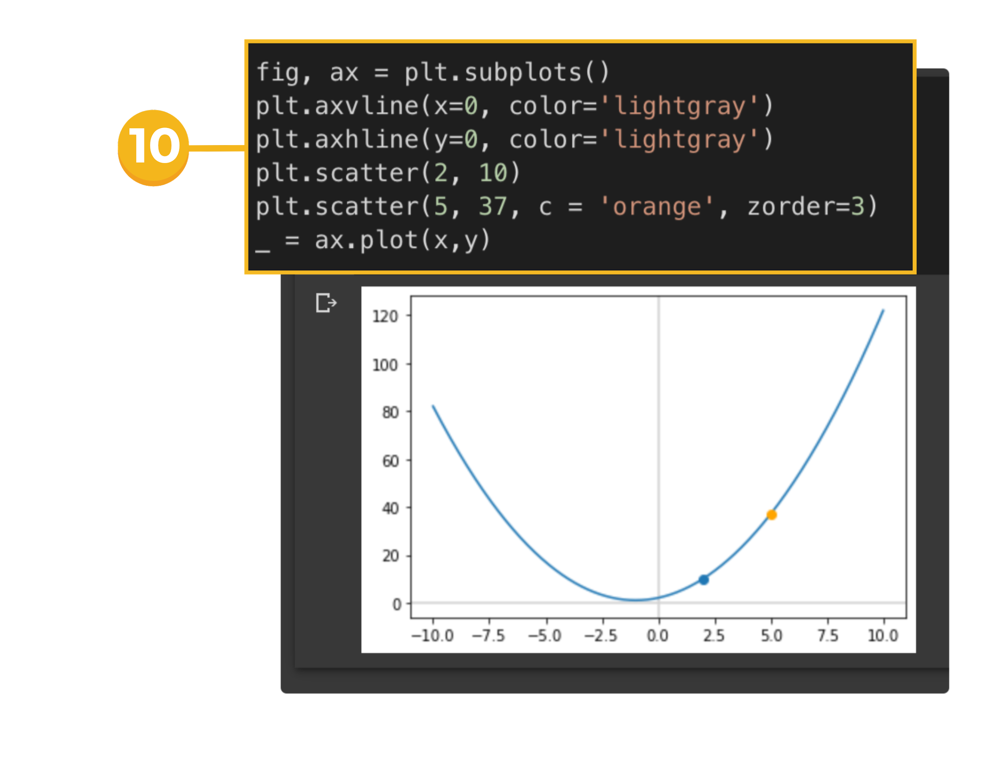 10
fig, ax = plt.subplots()
plt.axvline(x=0, color='lightgray')
plt.axhline(y=0, color='lightgray')
plt.scatter(2, 10)
plt.scatter(5, 37, c = 'orange', zorder=3)
_ = ax.plot(x,y)
120
100
80
60
40
20
0
−10.0 −7.5 −5.0 −2.5 0.0 2.5 5.0 7.5 10.0